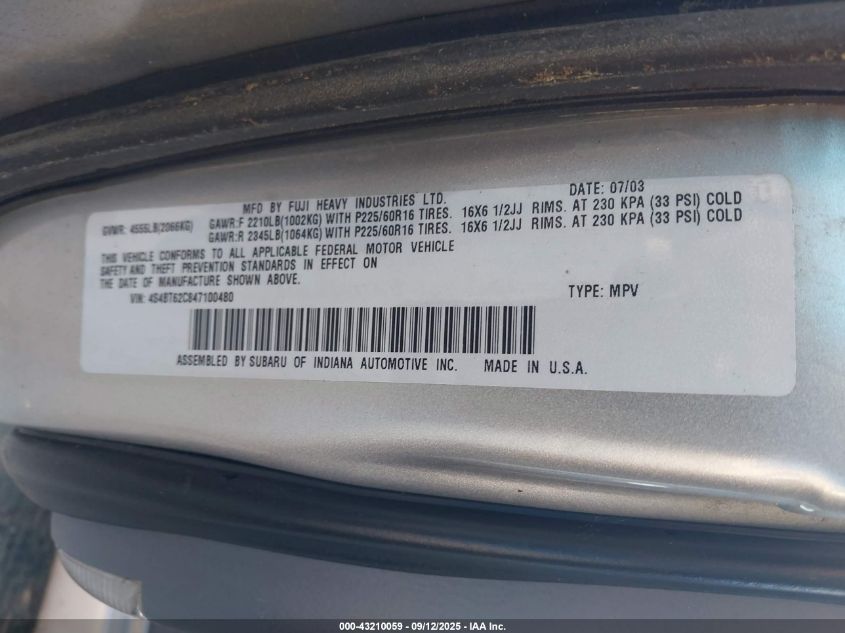 MFD BY FUJI HEAVY INDUSTRIES LTD. DATE: 07/03
GVWR: 4555LB(2066KG) GAWR:F 2210LB(1002KG) WITH P225/60R16 TIRES. 16X6 1/2JJ RIMS. AT 230 KPA (33 PSI) COLD
GAWR:R 2345LB(1064KG) WITH P225/60R16 TIRES. 16X6 1/2JJ RIMS. AT 230 KPA (33 PSI) COLD
THIS VEHICLE CONFORMS TO ALL APPLICABLE FEDERAL MOTOR VEHICLE
SAFETY AND THEFT PREVENTION STANDARDS IN EFFECT ON
THE DATE OF MANUFACTURE SHOWN ABOVE.
VIN: 4S4BT62C847100480 TYPE: MPV
ASSEMBLED BY SUBARU OF INDIANA AUTOMOTIVE INC. MADE IN U.S.A.
000-43210059 - 09/12/2025 - IAA Inc.